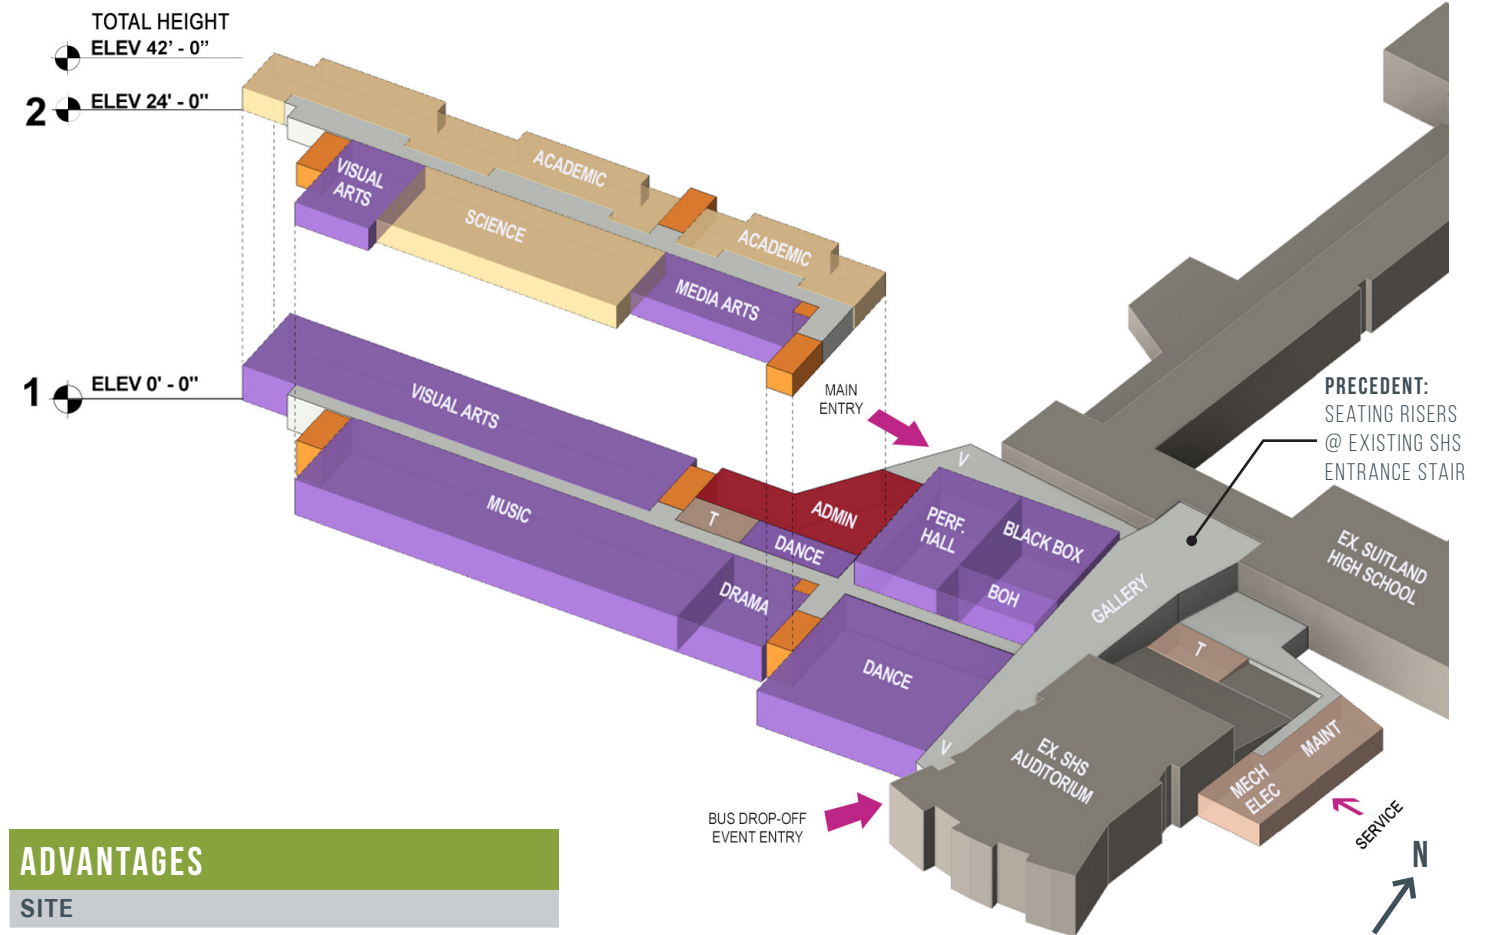 TOTAL HEIGHT
ELEV 42' - 0"
2
ELEV 24' - 0"
ACADEMIC
VISUAL
ARTS
SCIENCE
ACADEMIC
MEDIA ARTS
1
ELEV 0' - 0"
VISUAL ARTS
MAIN
ENTRY
PRECEDENT:
SEATING RISERS
@ EXISTING SHS
ENTRANCE STAIR
V
MUSIC
T
ADMIN
DANCE
PERF.
HALL
BLACK BOX
BOH
EX. SUITLAND
HIGH SCHOOL
DRAMA
GALLERY
T
DANCE
V
EX. SHS
AUDITORIUM
MAINT
MECH
ELEC
BUS DROP-OFF
EVENT ENTRY
SERVICE
N
ADVANTAGES
SITE